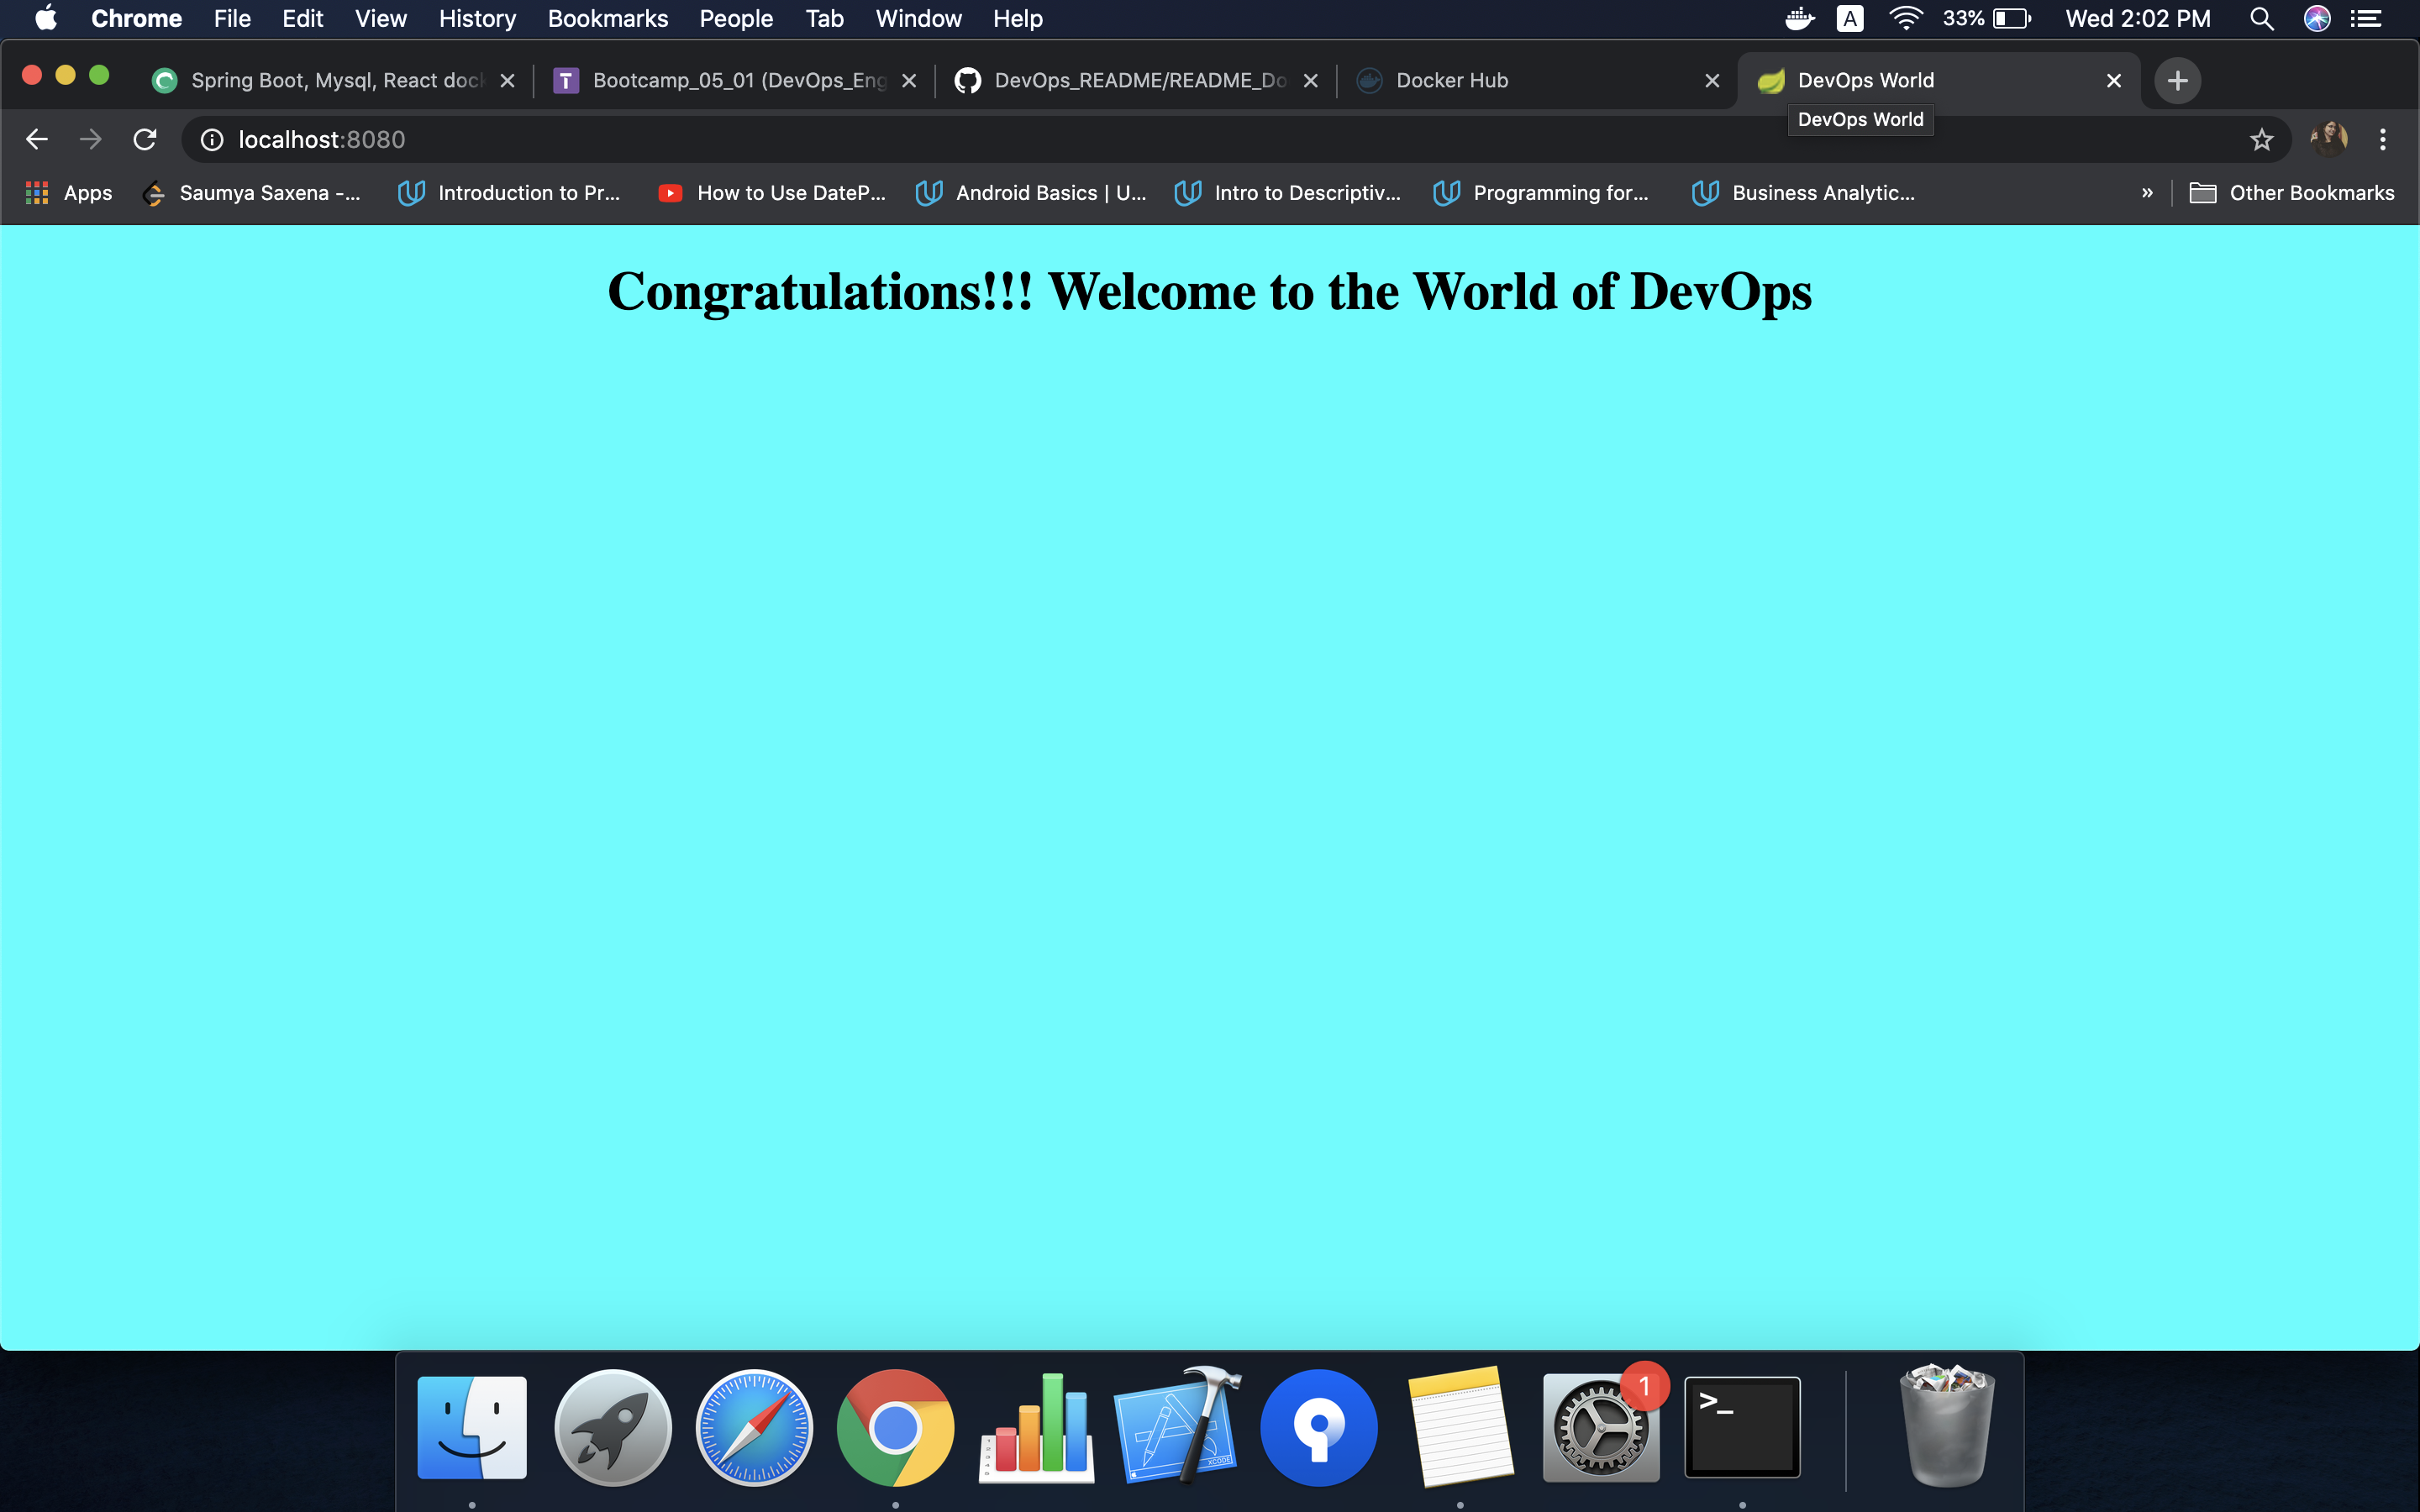 Chrome File Edit View History Bookmarks People Tab Window Help A 33% Wed 2:02 PM
Spring Boot, Mysql, React dock T Bootcamp_05_01 (DevOps_Eng DevOps_README/README_Do Docker Hub DevOps World
DevOps World
localhost:8080
Apps Saumya Saxena -... Introduction to Pr... How to Use DateP... Android Basics | U... Intro to Descriptiv... Programming for... Business Analytic... » Other Bookmarks
Congratulations!!! Welcome to the World of DevOps
1
>_
XCODE